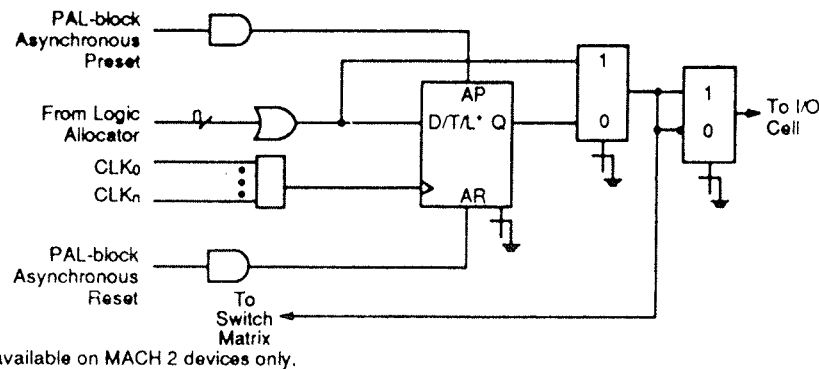 PAL-block
Asynchronous
Preset
From Logic
Allocator
n
CLK0
CLKn
PAL-block
Asynchronous
Reset
AP
D/T/L* Q
AR
1
0
1
0
To I/O
Cell
To
Switch
Matrix
available on MACH 2 devices only.